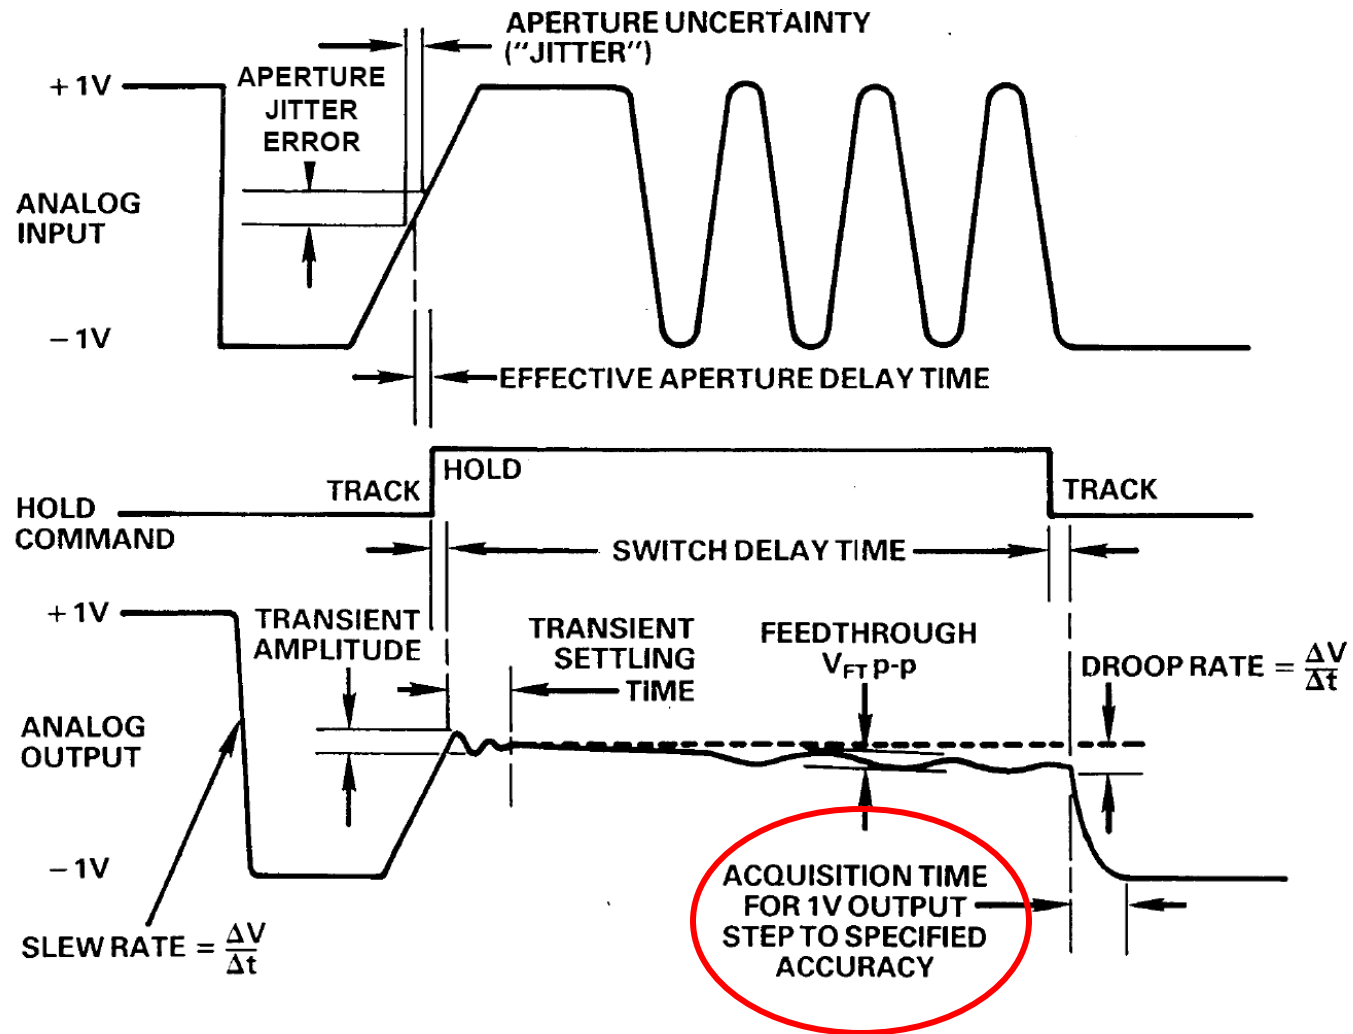 APERTURE UNCERTAINTY
("JITTER")
APERTURE
JITTER
ERROR
+1V
ANALOG
INPUT
−1V
EFFECTIVE APERTURE DELAY TIME
HOLD
TRACK
TRACK
HOLD
COMMAND
SWITCH DELAY TIME
+1V
TRANSIENT
AMPLITUDE
TRANSIENT
SETTLING
TIME
FEEDTHROUGH
V_FT p-p
DROOP RATE = ΔV/Δt
ANALOG
OUTPUT
−1V
ACQUISITION TIME
FOR 1V OUTPUT
STEP TO SPECIFIED
ACCURACY
SLEW RATE = ΔV/Δt